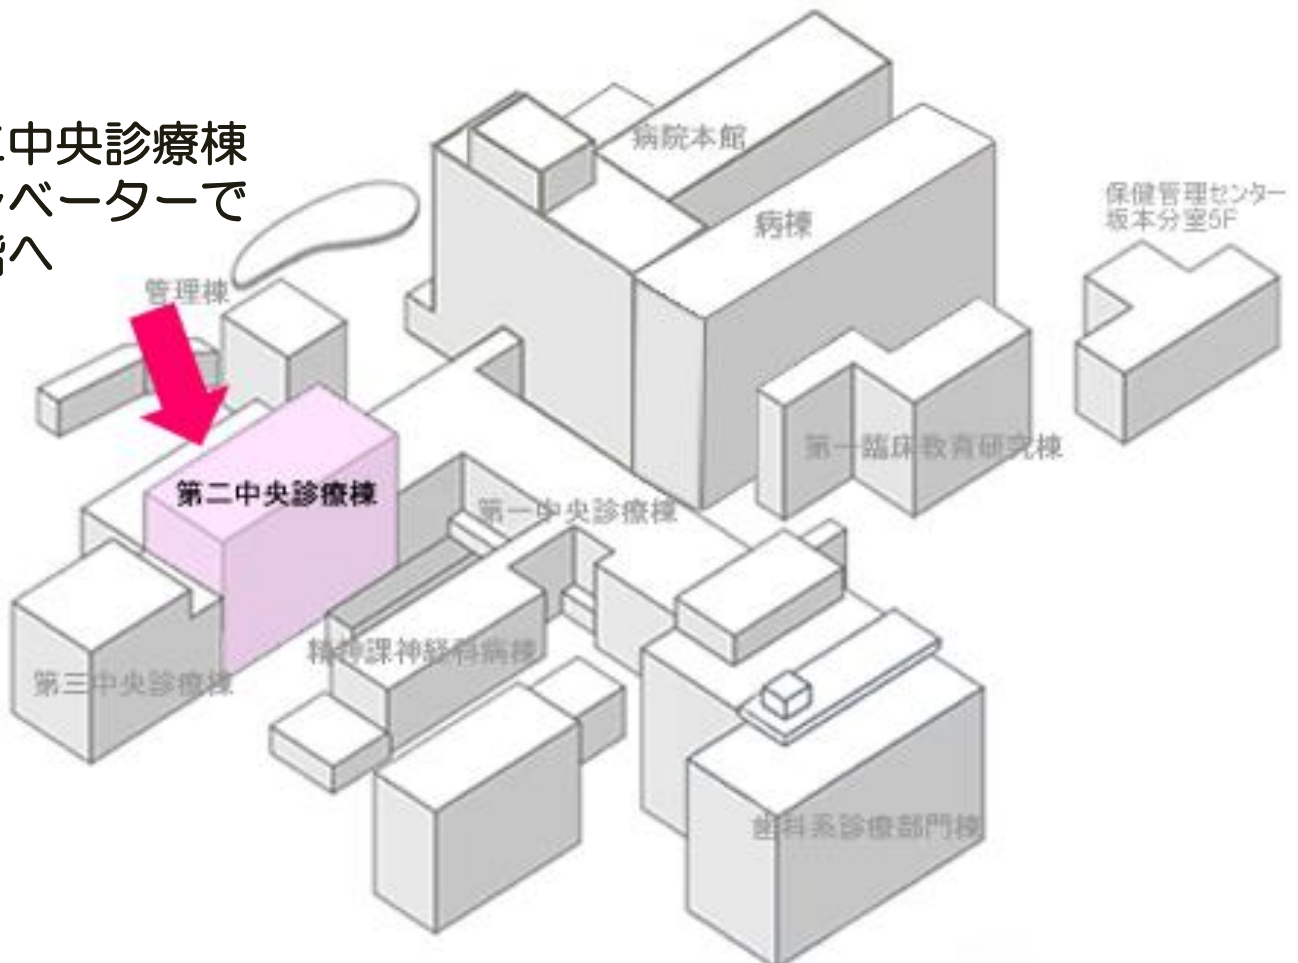 中央診療棟
ベーターで
へ
病院本館
病棟
保健管理センター
坂本分室5F
管理棟
第一臨床教育研究棟
第二中央診療棟
第一中央診療棟
精神課神経科病棟
第三中央診療棟
歯科系診療部門棟